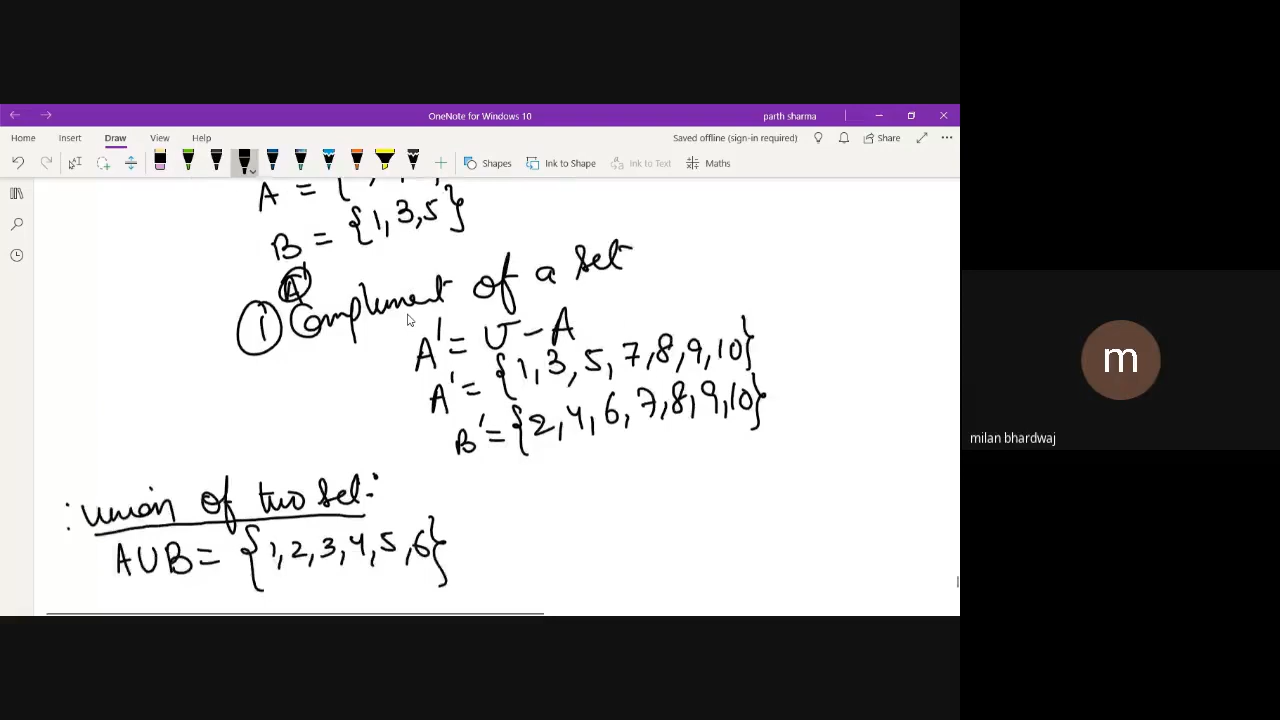 OneNote for Windows 10
parth sharma
Home Insert Draw View Help
Saved offline (sign-in required) Share
Shapes Ink to Shape Ink to Text Maths
A = {
B = {1, 3, 5}
A'
① Complement of a set
A' = U - A
A' = {1, 3, 5, 7, 8, 9, 10}
B' = {2, 4, 6, 7, 8, 9, 10}
: union of two set:
A U B = {1, 2, 3, 4, 5, 6}
m
milan bhardwaj